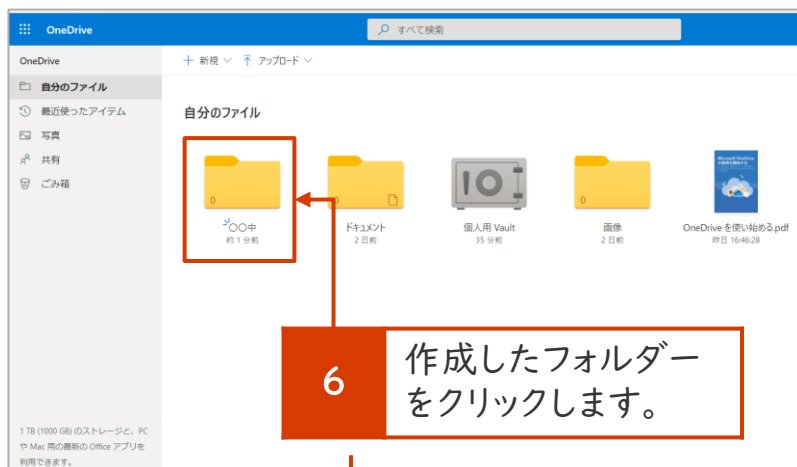 OneDrive
すべて検索
OneDrive
＋ 新規 アップロード
自分のファイル
最近使ったアイテム
写真
共有
ごみ箱
自分のファイル
0
〇〇中
約 1 分前
0
ドキュメント
2 日前
個人用 Vault
35 分前
0
画像
2 日前
OneDrive を使い始める.pdf
昨日 16:46:28
6
作成したフォルダー
をクリックします。
1 TB (1000 GB) のストレージと、PC
や Mac 用の最新の Office アプリを
利用できます。